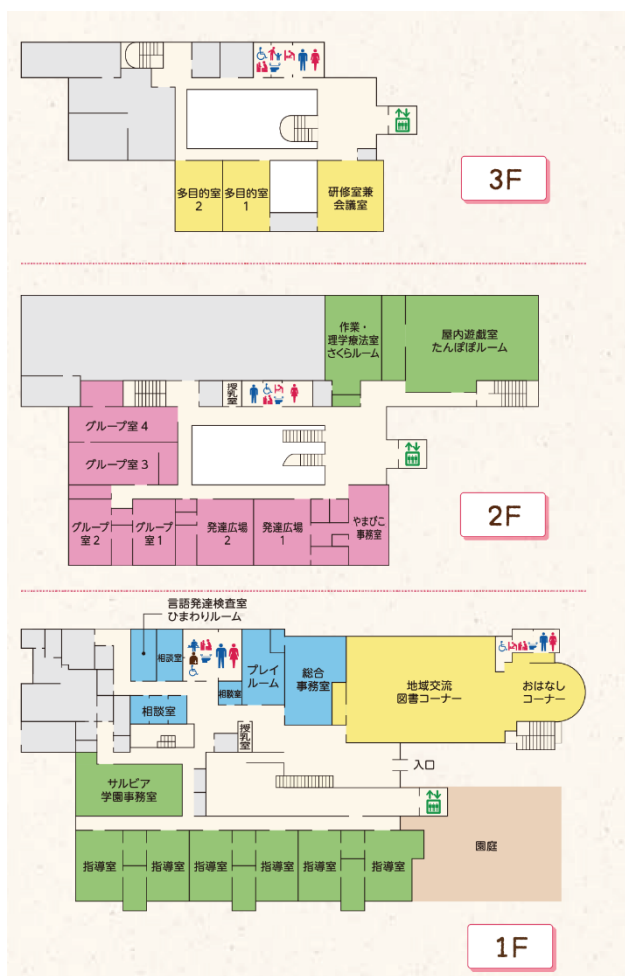 多目的室
2
多目的室
1
研修室兼
会議室
3F
作業・
理学療法室
さくらルーム
屋内遊戯室
たんぽぽルーム
授乳室
グループ室 4
グループ室 3
グループ
室 2
グループ
室 1
発達広場
2
発達広場
1
やまびこ
事務室
2F
言語発達検査室
ひまわりルーム
相談室
相談室
プレイ
ルーム
総合
事務室
地域交流
図書コーナー
おはなし
コーナー
相談室
授乳室
入口
サルビア
学園事務室
指導室
指導室
指導室
指導室
指導室
指導室
園庭
1F